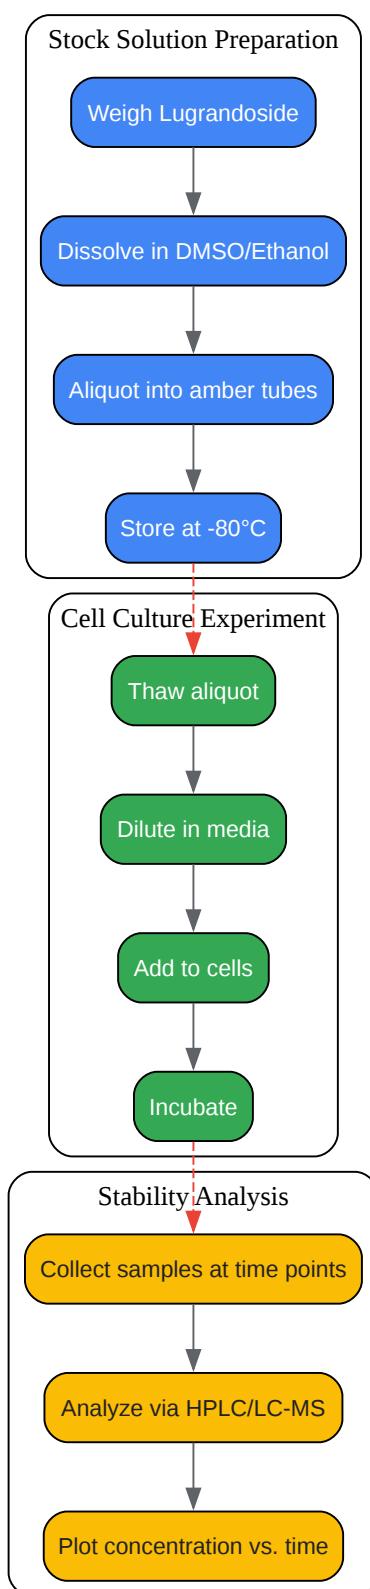 Stock Solution Preparation
Weigh Lugrandoside
Dissolve in DMSO/Ethanol
Aliquot into amber tubes
Store at -80°C
Cell Culture Experiment
Thaw aliquot
Dilute in media
Add to cells
Incubate
Stability Analysis
Collect samples at time points
Analyze via HPLC/LC-MS
Plot concentration vs. time